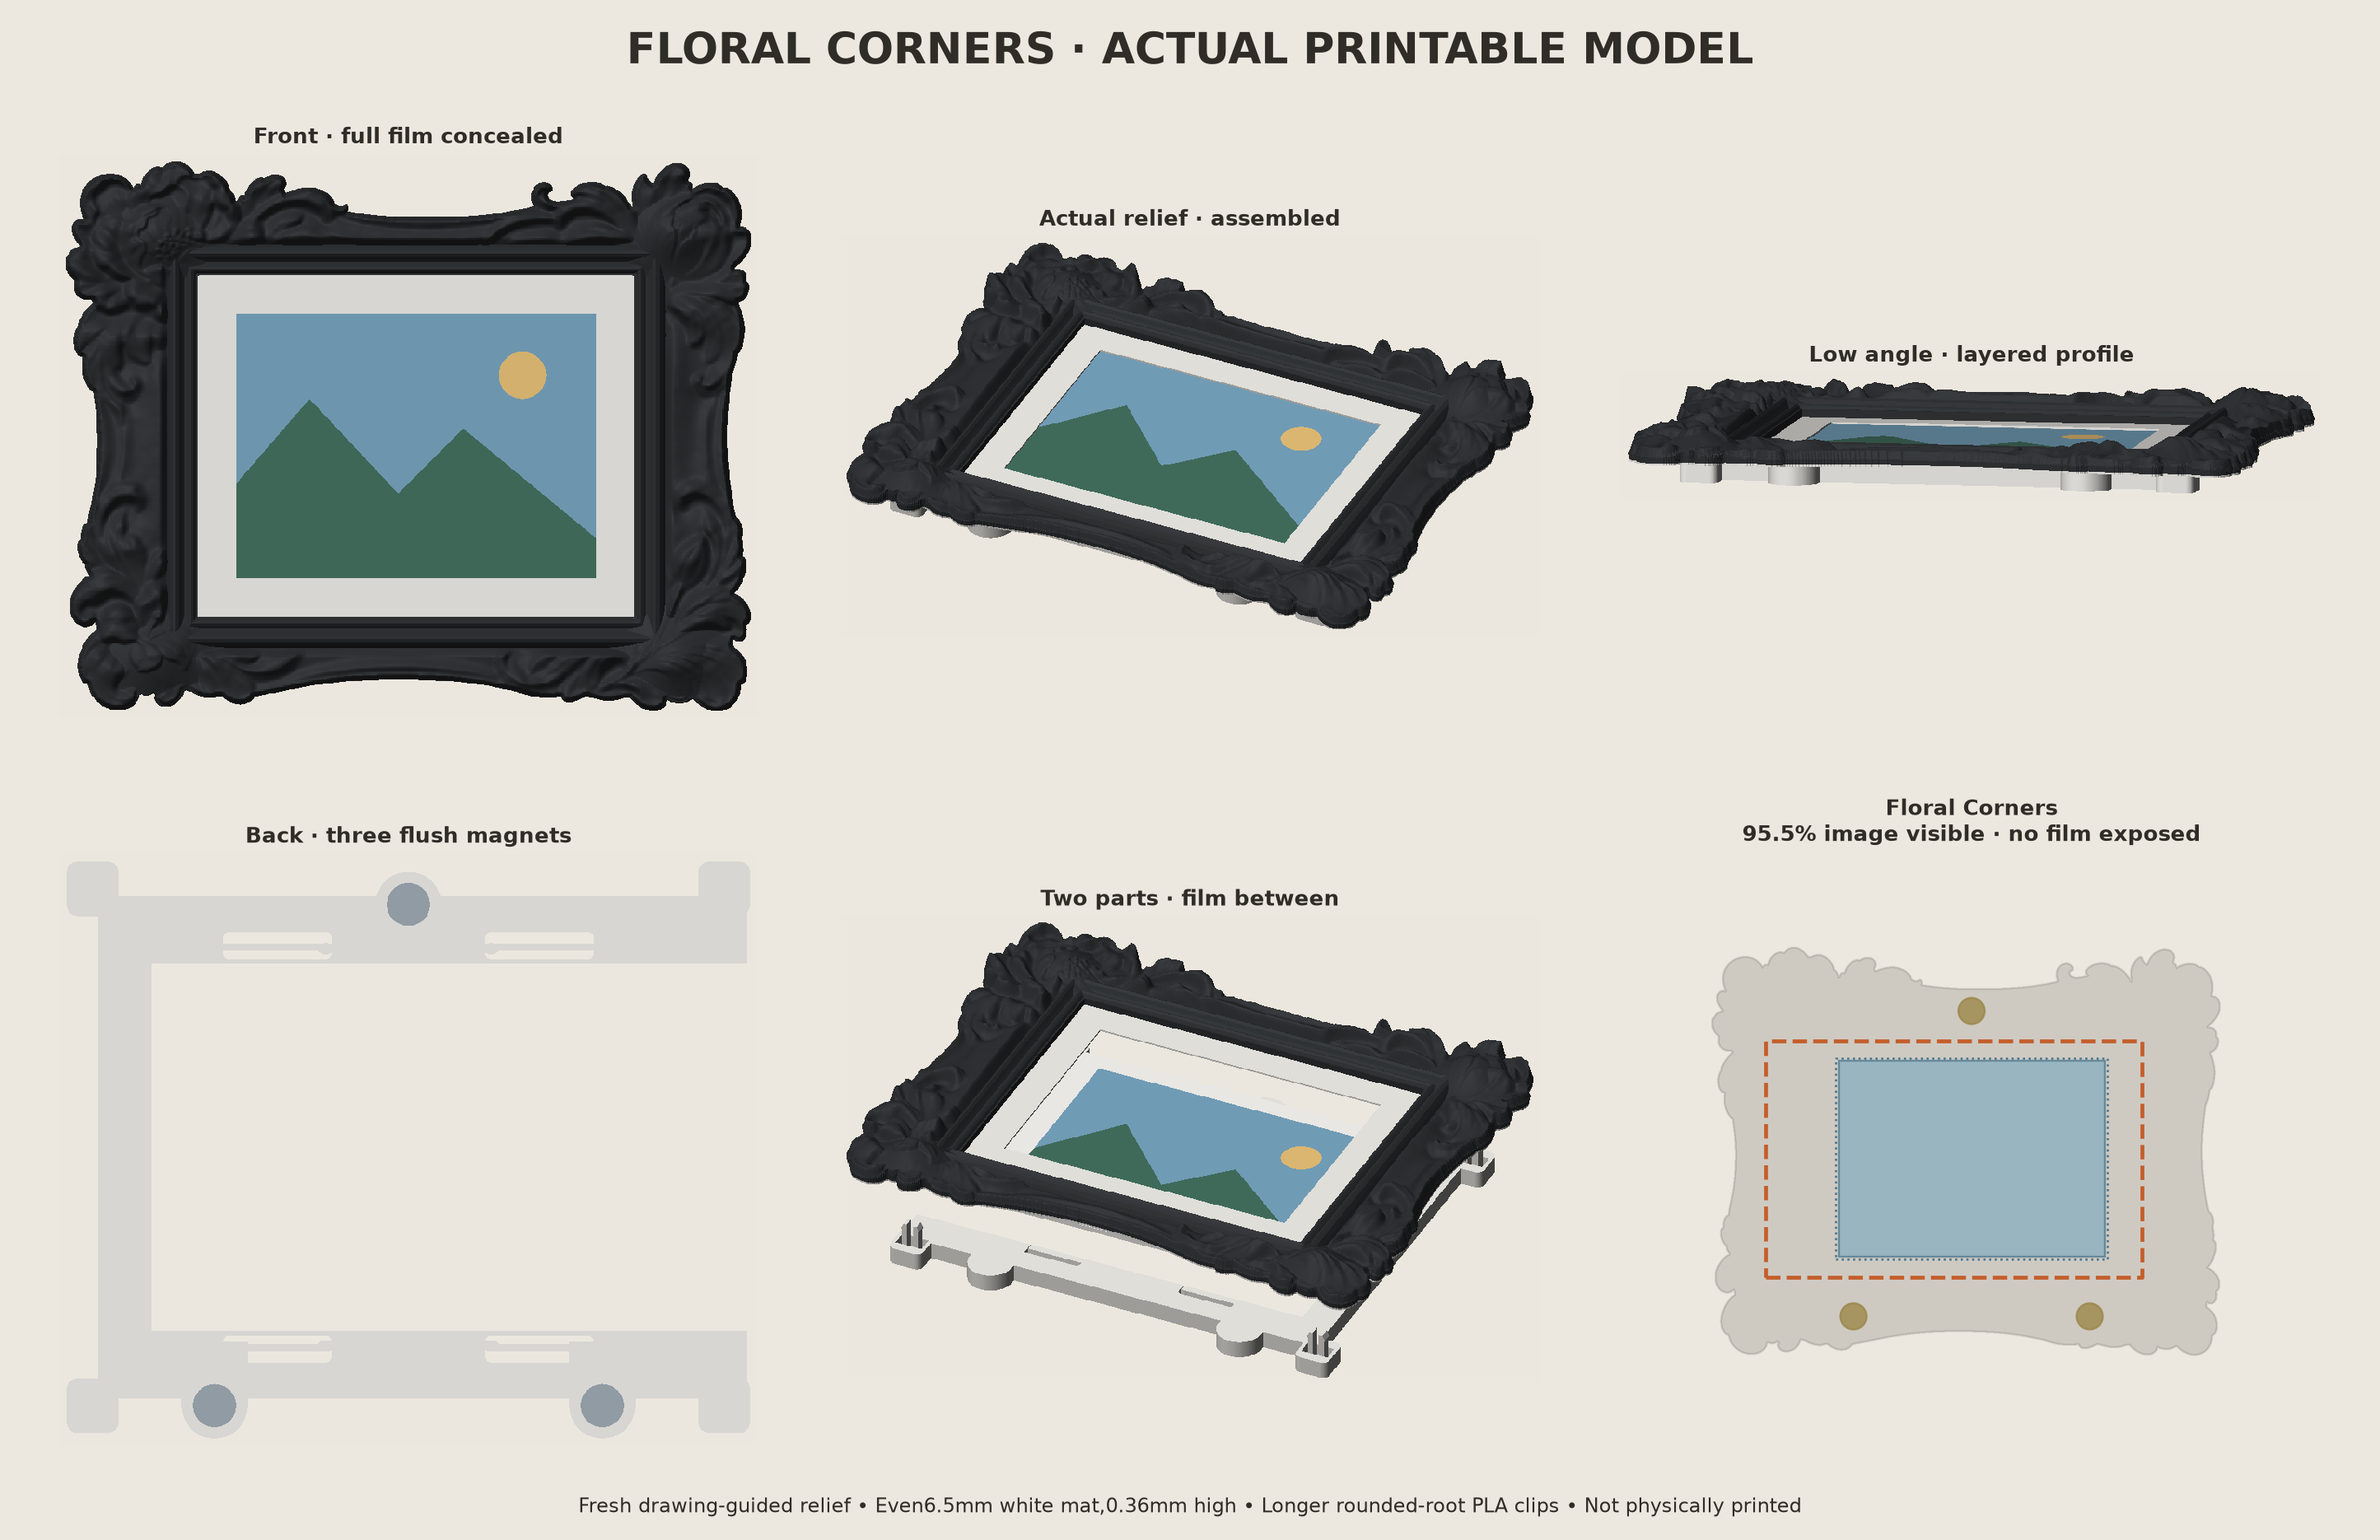 FLORAL CORNERS · ACTUAL PRINTABLE MODEL
Front · full film concealed
Actual relief · assembled
Low angle · layered profile
Back · three flush magnets
Two parts · film between
Floral Corners
95.5% image visible · no film exposed
Fresh drawing-guided relief • Even6.5mm white mat,0.36mm high • Longer rounded-root PLA clips • Not physically printed